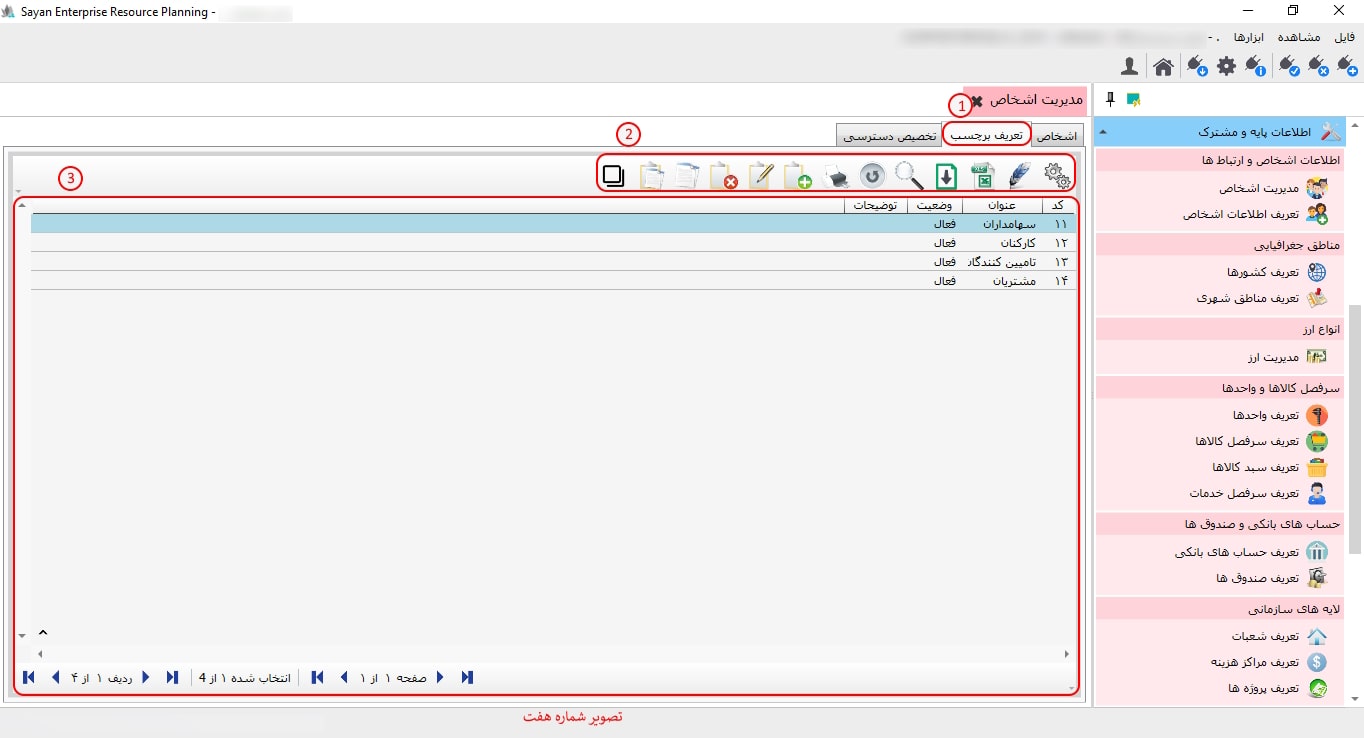 Sayan Enterprise Resource Planning -
فایل مشاهده ابزارها . -
مدیریت اشخاص
1
اشخاص تعریف برچسب تخصیص دسترسی
2
3
کد عنوان وضعیت توضیحات
۱۱ سهامداران فعال
۱۲ کارکنان فعال
۱۳ تامیین کنندگان فعال
۱۴ مشتریان فعال
صفحه ۱ از ۱
انتخاب شده ۱ از 4
ردیف ۱ از ۴
اطلاعات پایه و مشترک
اطلاعات اشخاص و ارتباط ها
مدیریت اشخاص
تعریف اطلاعات اشخاص
مناطق جغرافیایی
تعریف کشورها
تعریف مناطق شهری
انواع ارز
مدیریت ارز
سرفصل کالاها و واحدها
تعریف واحدها
تعریف سرفصل کالاها
تعریف سبد کالاها
تعریف سرفصل خدمات
حساب های بانکی و صندوق ها
تعریف حساب های بانکی
تعریف صندوق ها
لایه های سازمانی
تعریف شعبات
تعریف مراکز هزینه
تعریف پروژه ها
تصویر شماره هفت